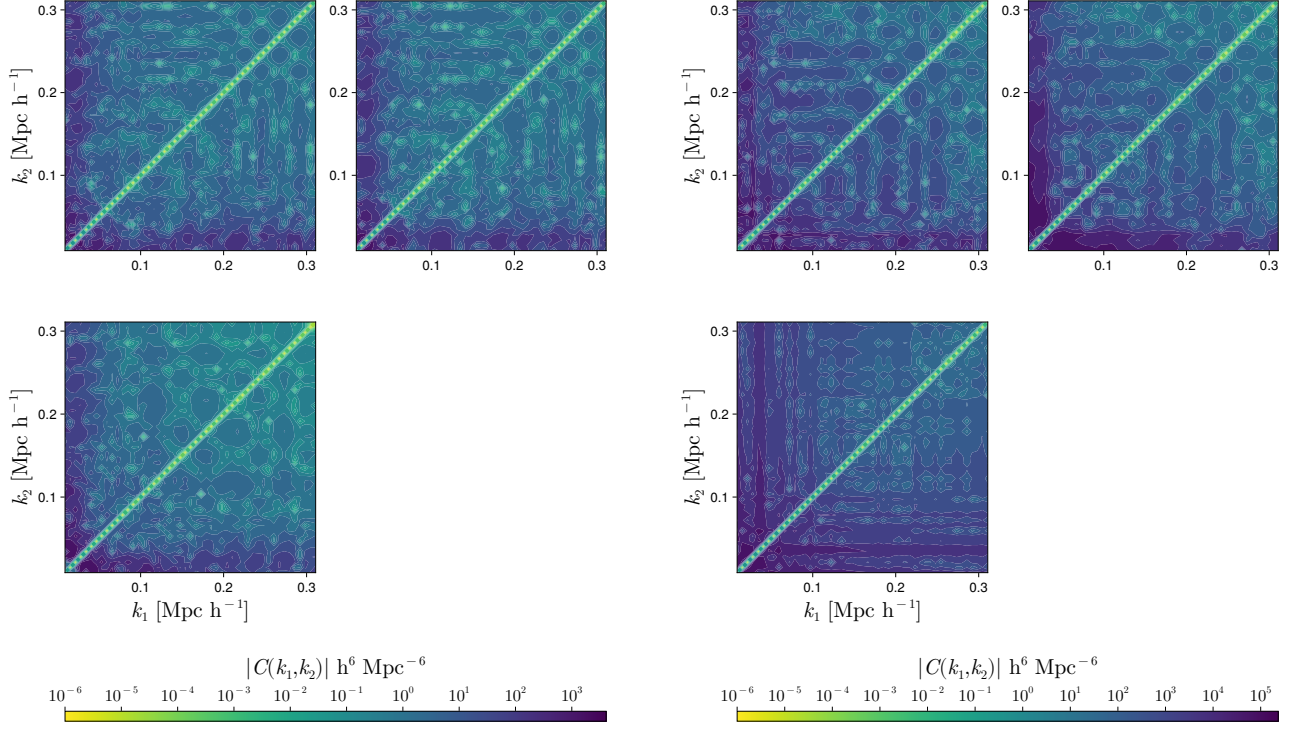 0.3
0.2
0.1
k₂ [Mpc h⁻¹]
0.1 0.2 0.3
0.3
0.2
0.1
0.1 0.2 0.3
0.3
0.2
0.1
k₂ [Mpc h⁻¹]
0.1 0.2 0.3
0.3
0.2
0.1
0.1 0.2 0.3
0.3
0.2
0.1
k₂ [Mpc h⁻¹]
0.1 0.2 0.3
k₁ [Mpc h⁻¹]
0.3
0.2
0.1
k₂ [Mpc h⁻¹]
0.1 0.2 0.3
k₁ [Mpc h⁻¹]
|C(k₁,k₂)| h⁶ Mpc⁻⁶
10⁻⁶ 10⁻⁵ 10⁻⁴ 10⁻³ 10⁻² 10⁻¹ 10⁰ 10¹ 10² 10³
|C(k₁,k₂)| h⁶ Mpc⁻⁶
10⁻⁶ 10⁻⁵ 10⁻⁴ 10⁻³ 10⁻² 10⁻¹ 10⁰ 10¹ 10² 10³ 10⁴ 10⁵